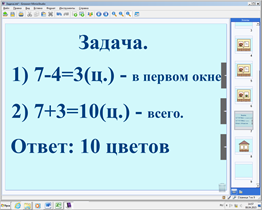 Задача.
1) 7-4=3(ц.) - в первом окне
2) 7+3=10(ц.) - всего.
Ответ: 10 цветов